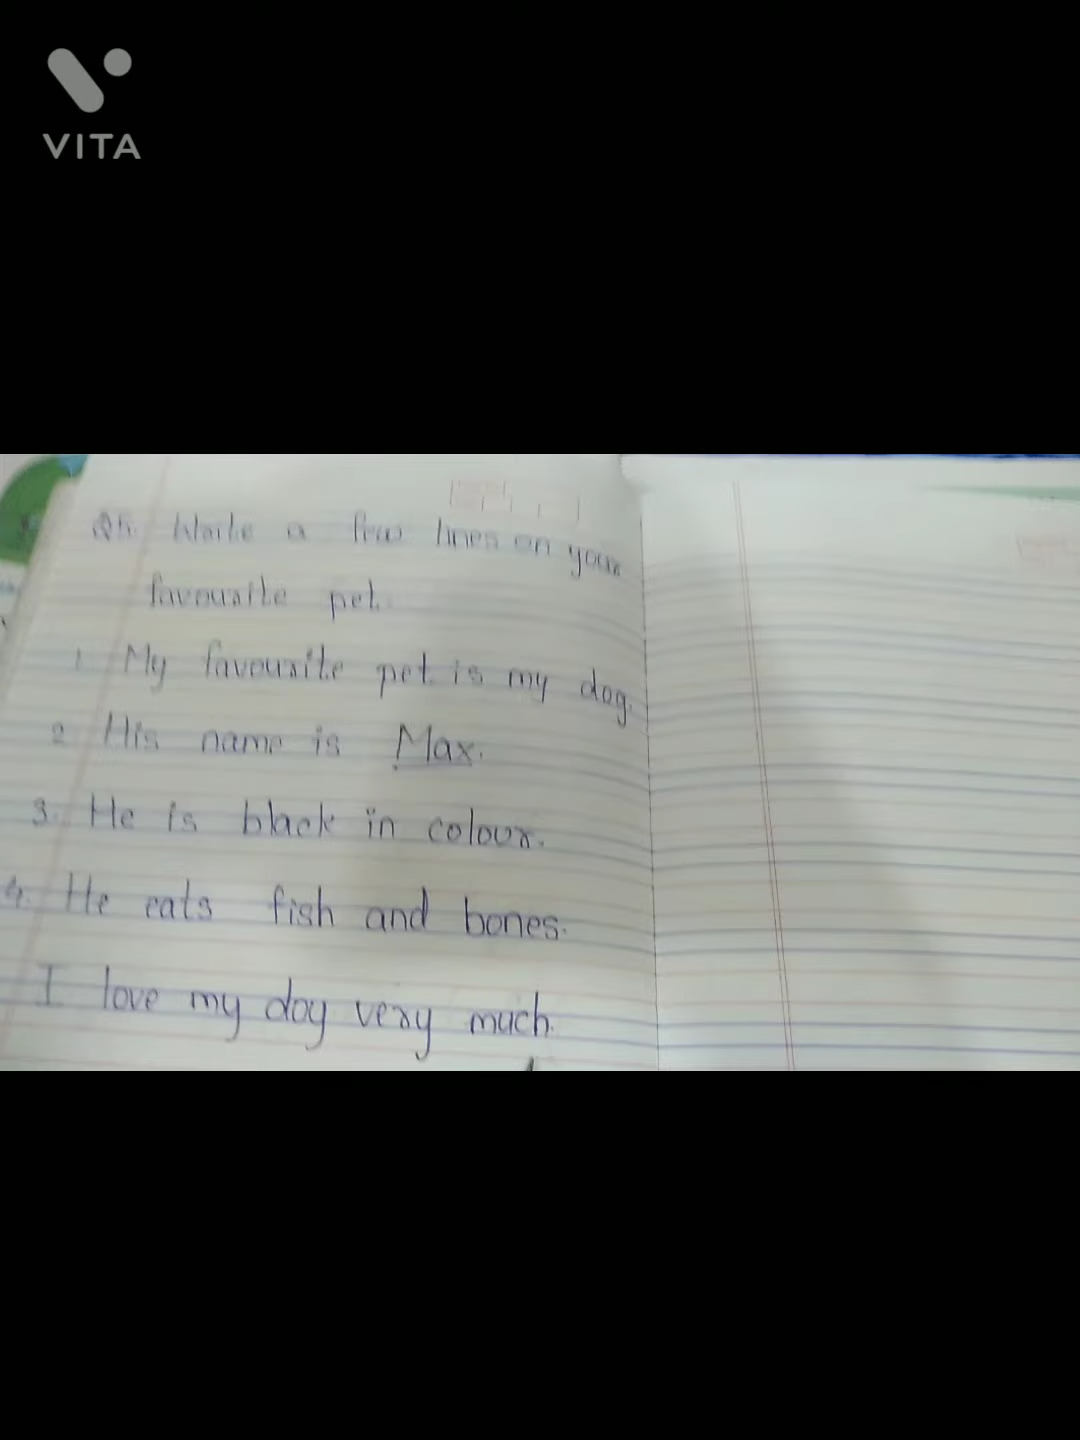 VITA
Q5. Write a few lines on your
favourite pet.
1. My favourite pet is my dog.
2. His name is Max.
3. He is black in colour.
4. He eats fish and bones.
I love my dog very much.